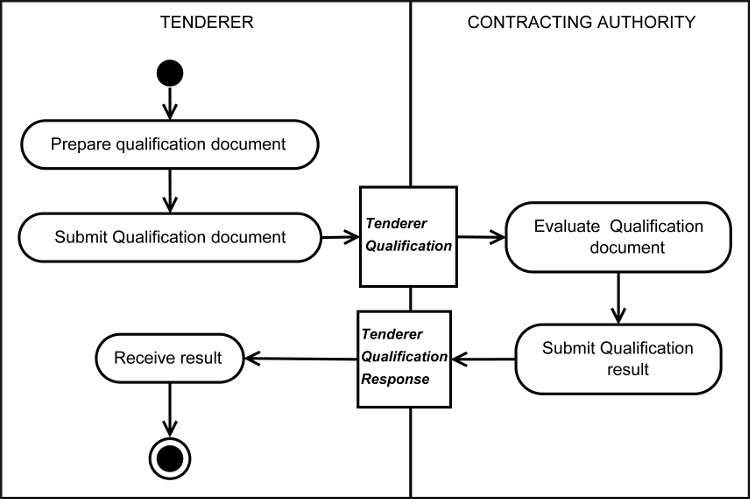 TENDERER
CONTRACTING AUTHORITY
Prepare qualification document
Submit Qualification document
Tenderer
Qualification
Evaluate Qualification
document
Submit Qualification
result
Tenderer
Qualification
Response
Receive result